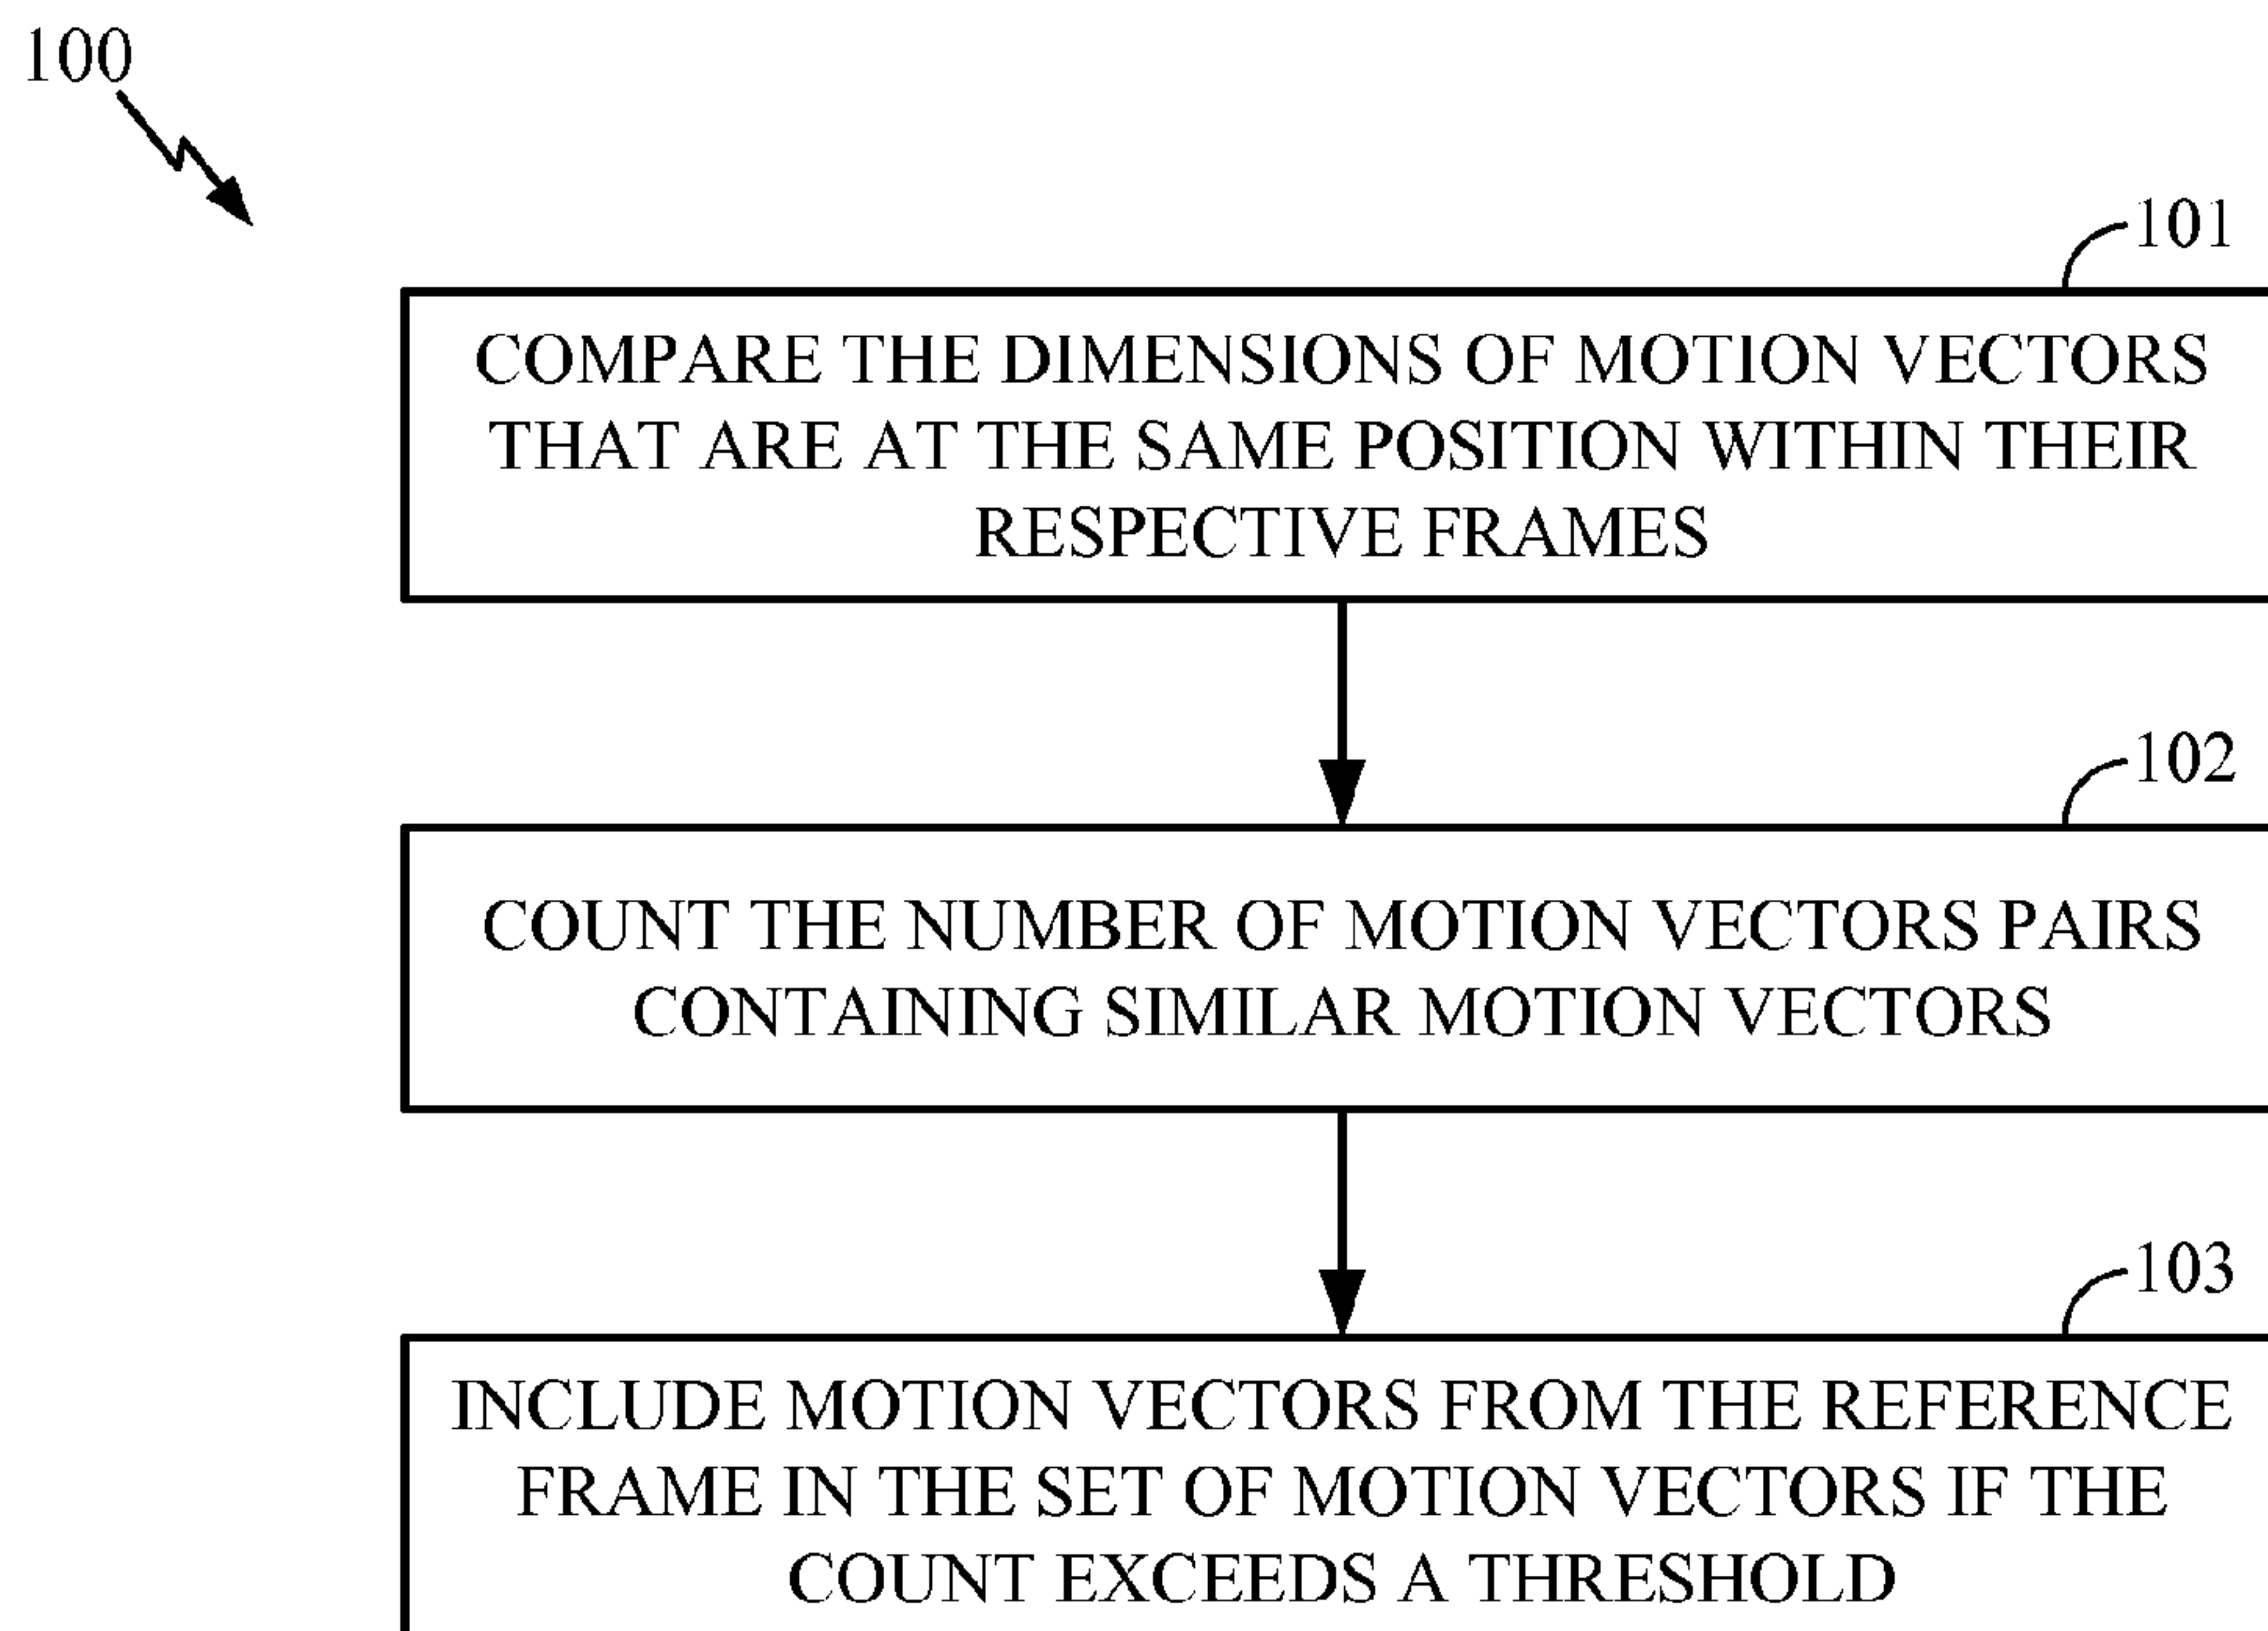 100
101
COMPARE THE DIMENSIONS OF MOTION VECTORS
THAT ARE AT THE SAME POSITION WITHIN THEIR
RESPECTIVE FRAMES
102
COUNT THE NUMBER OF MOTION VECTORS PAIRS
CONTAINING SIMILAR MOTION VECTORS
103
INCLUDE MOTION VECTORS FROM THE REFERENCE
FRAME IN THE SET OF MOTION VECTORS IF THE
COUNT EXCEEDS A THRESHOLD